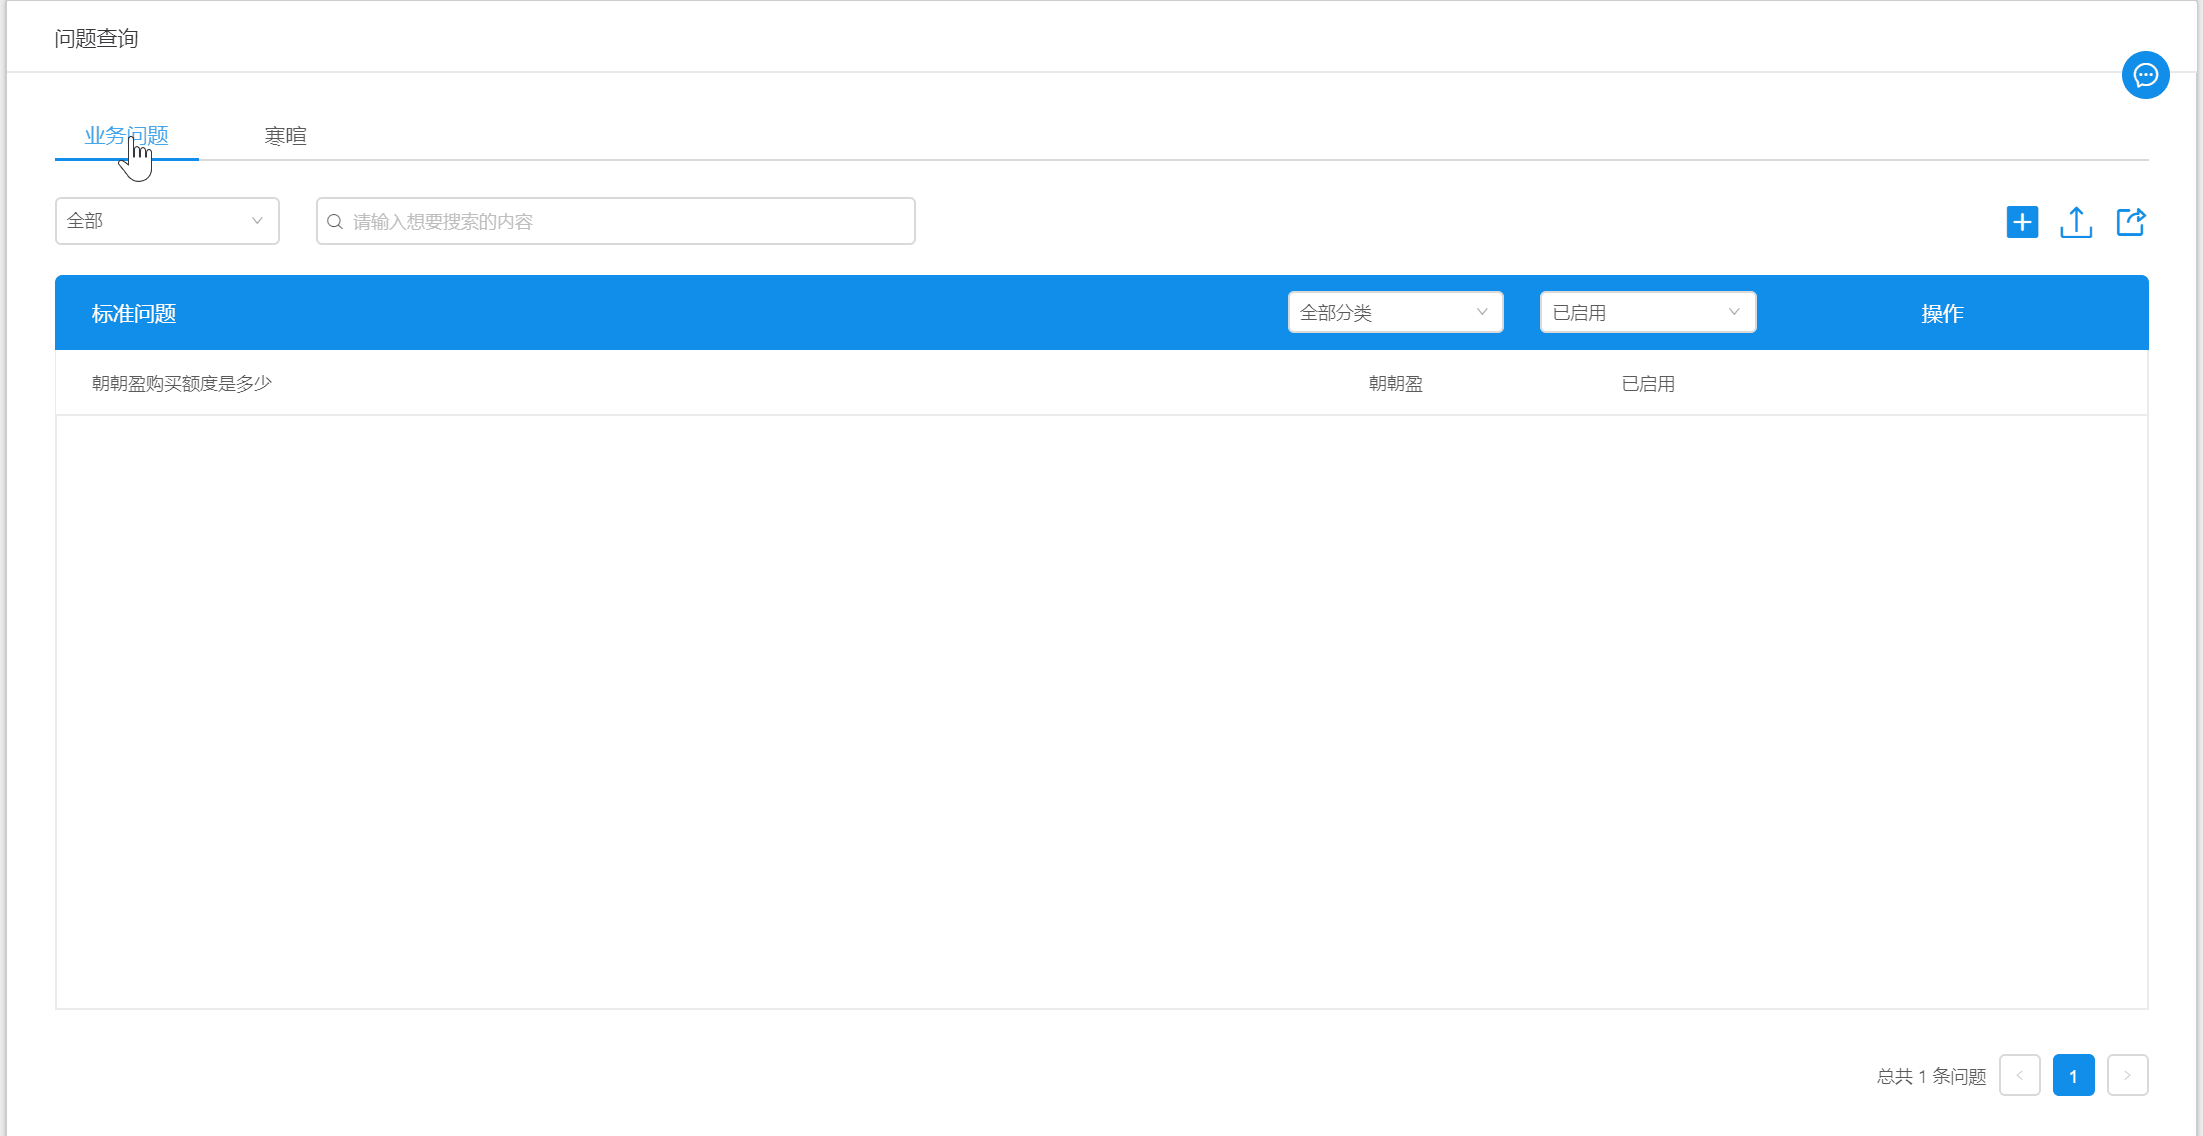 问题查询
业务问题 寒暄
全部 请输入想要搜索的内容
标准问题 全部分类 已启用 操作
朝朝盈购买额度是多少 朝朝盈 已启用
总共 1 条问题 < 1 >